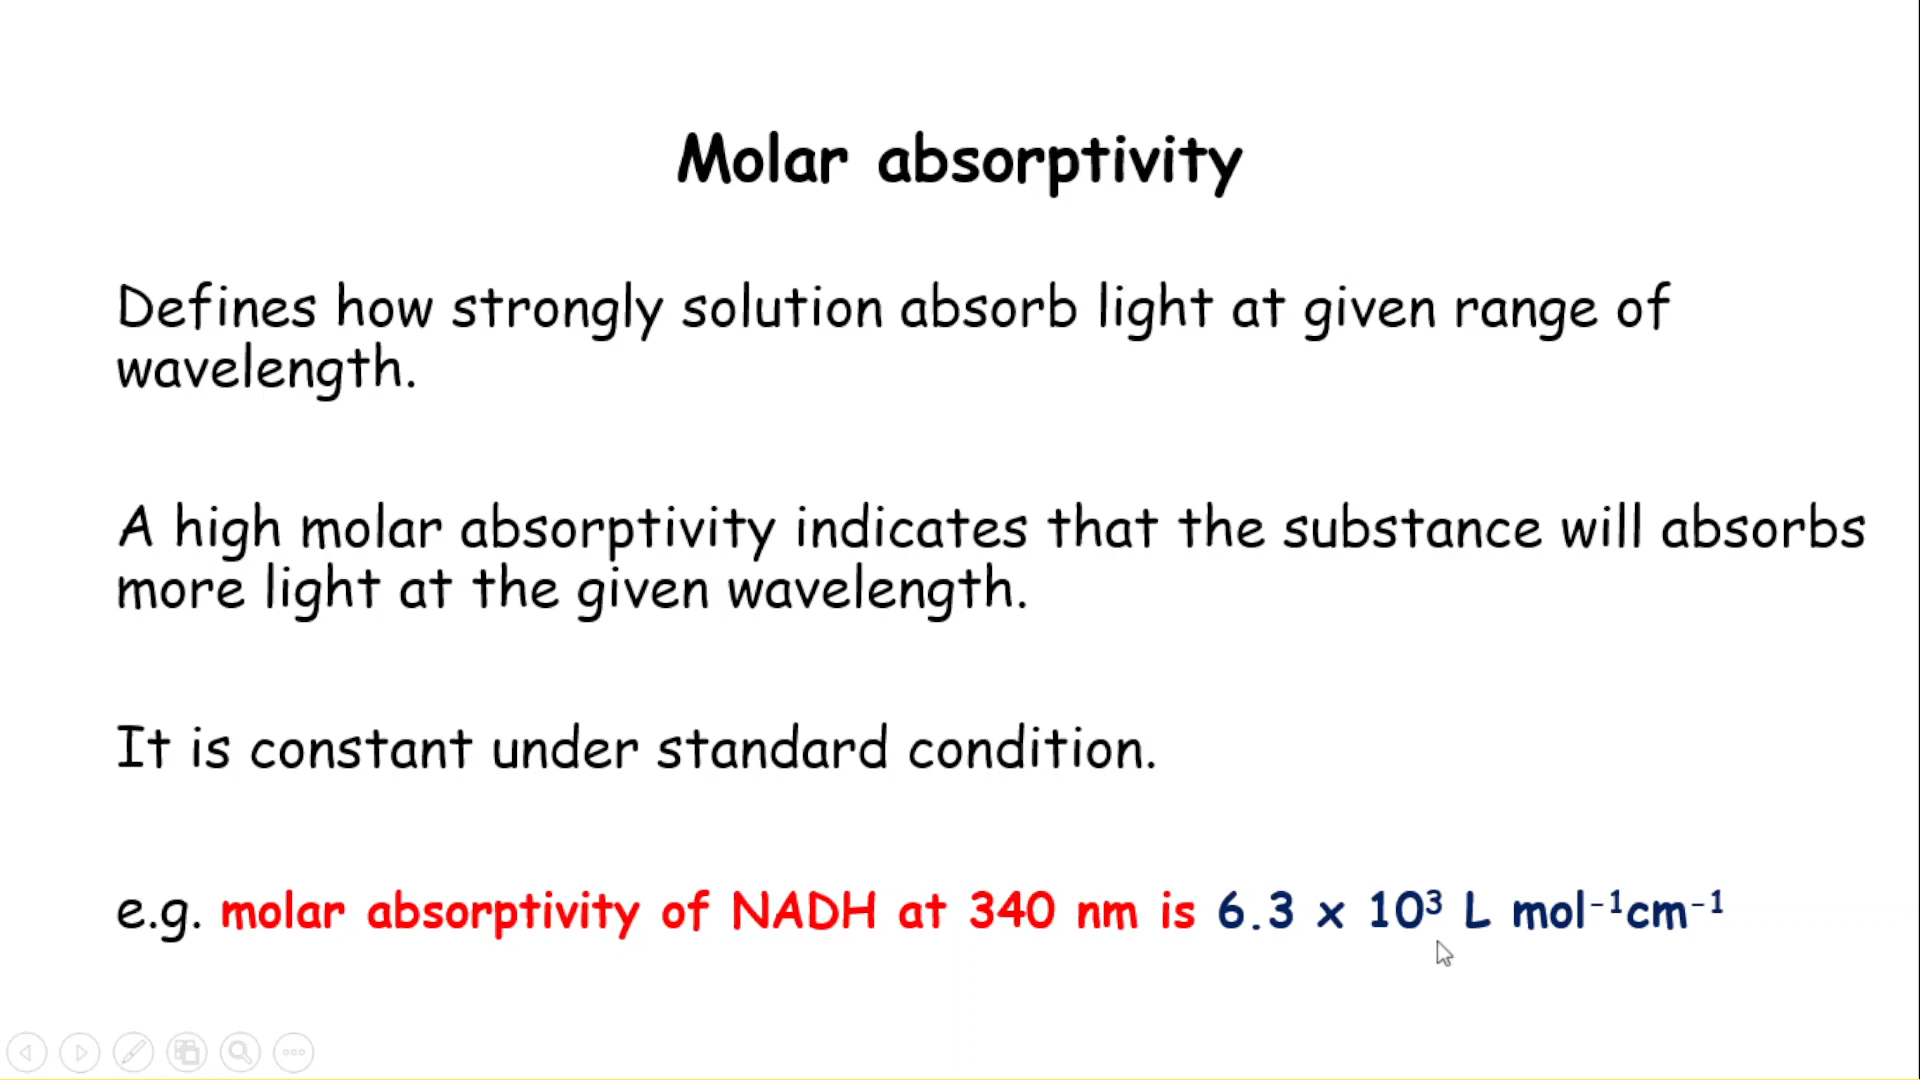 Molar absorptivity
Defines how strongly solution absorb light at given range of
wavelength.
A high molar absorptivity indicates that the substance will absorbs
more light at the given wavelength.
It is constant under standard condition.
e.g. molar absorptivity of NADH at 340 nm is 6.3 x 10³ L mol⁻¹cm⁻¹